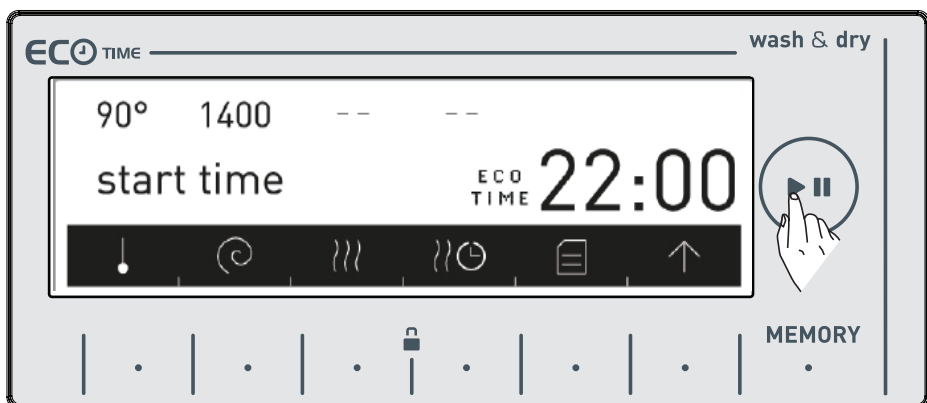 ECO TIME
wash & dry
90° 1400 -- --
start time ECO TIME 22:00
MEMORY